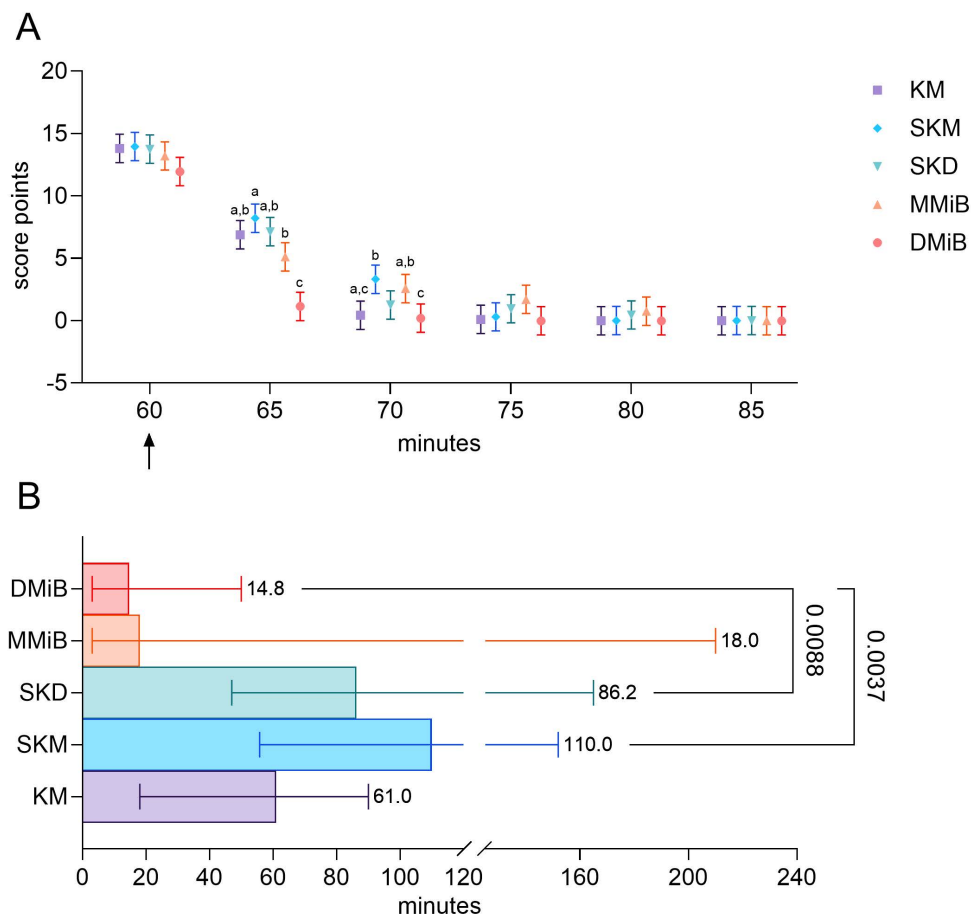 A
20
15
10
5
0
-5
score points
a,b
a
a,b
b
c
a,c
b
a,b
c
60
65
70
75
80
85
minutes
KM
SKM
SKD
MMiB
DMiB
B
DMiB
14.8
MMiB
18.0
SKD
86.2
SKM
110.0
KM
61.0
0.0088
0.0037
0
20
40
60
80
100
120
160
200
240
minutes